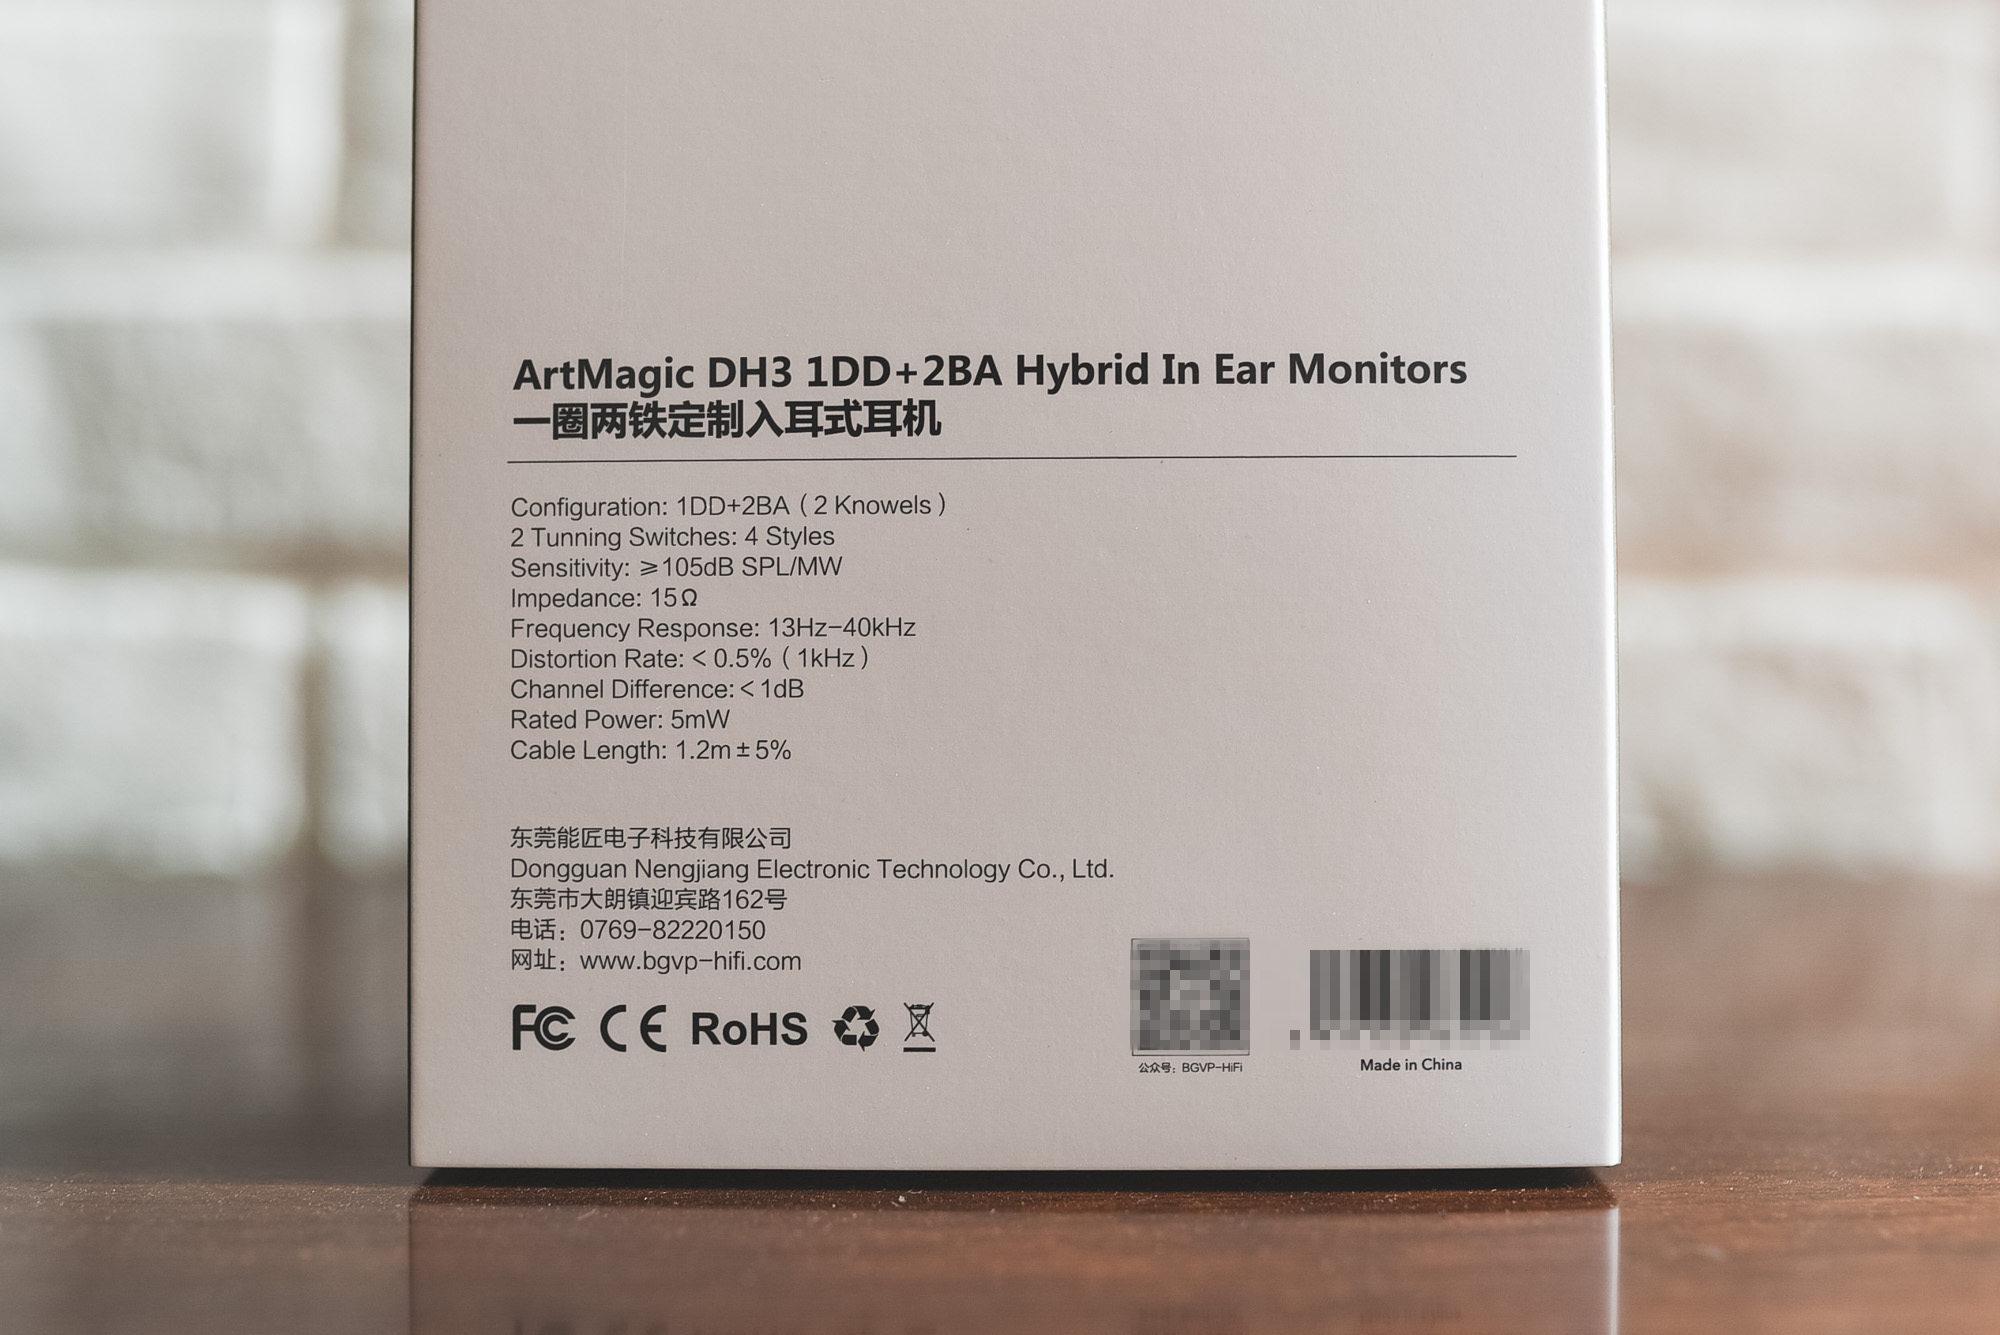 ArtMagic DH3 1DD+2BA Hybrid In Ear Monitors
一圈两铁定制入耳式耳机
Configuration: 1DD+2BA（2 Knowels）
2 Tunning Switches: 4 Styles
Sensitivity: ⩾105dB SPL/MW
Impedance: 15Ω
Frequency Response: 13Hz-40kHz
Distortion Rate: < 0.5%（1kHz）
Channel Difference: < 1dB
Rated Power: 5mW
Cable Length: 1.2m±5%
东莞能匠电子科技有限公司
Dongguan Nengjiang Electronic Technology Co., Ltd.
东莞市大朗镇迎宾路162号
电话：0769-82220150
网址：www.bgvp-hifi.com
FC CE RoHS
公众号：BGVP-HiFi
Made in China